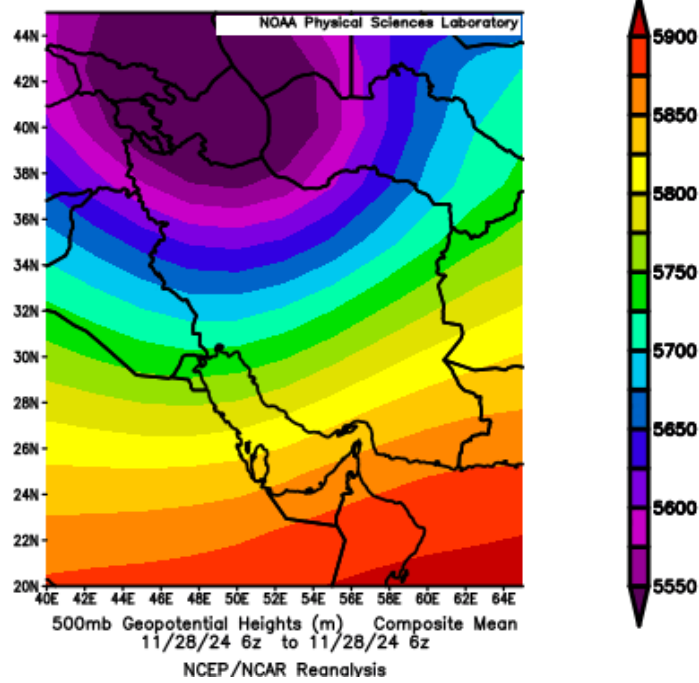 NOAA Physical Sciences Laboratory
44N
42N
40N
38N
36N
34N
32N
30N
28N
26N
24N
22N
20N
40E 42E 44E 46E 48E 50E 52E 54E 56E 58E 60E 62E 64E
5900
5850
5800
5750
5700
5650
5600
5550
500mb Geopotential Heights (m) Composite Mean
11/28/24 6z to 11/28/24 6z
NCEP/NCAR Reanalysis